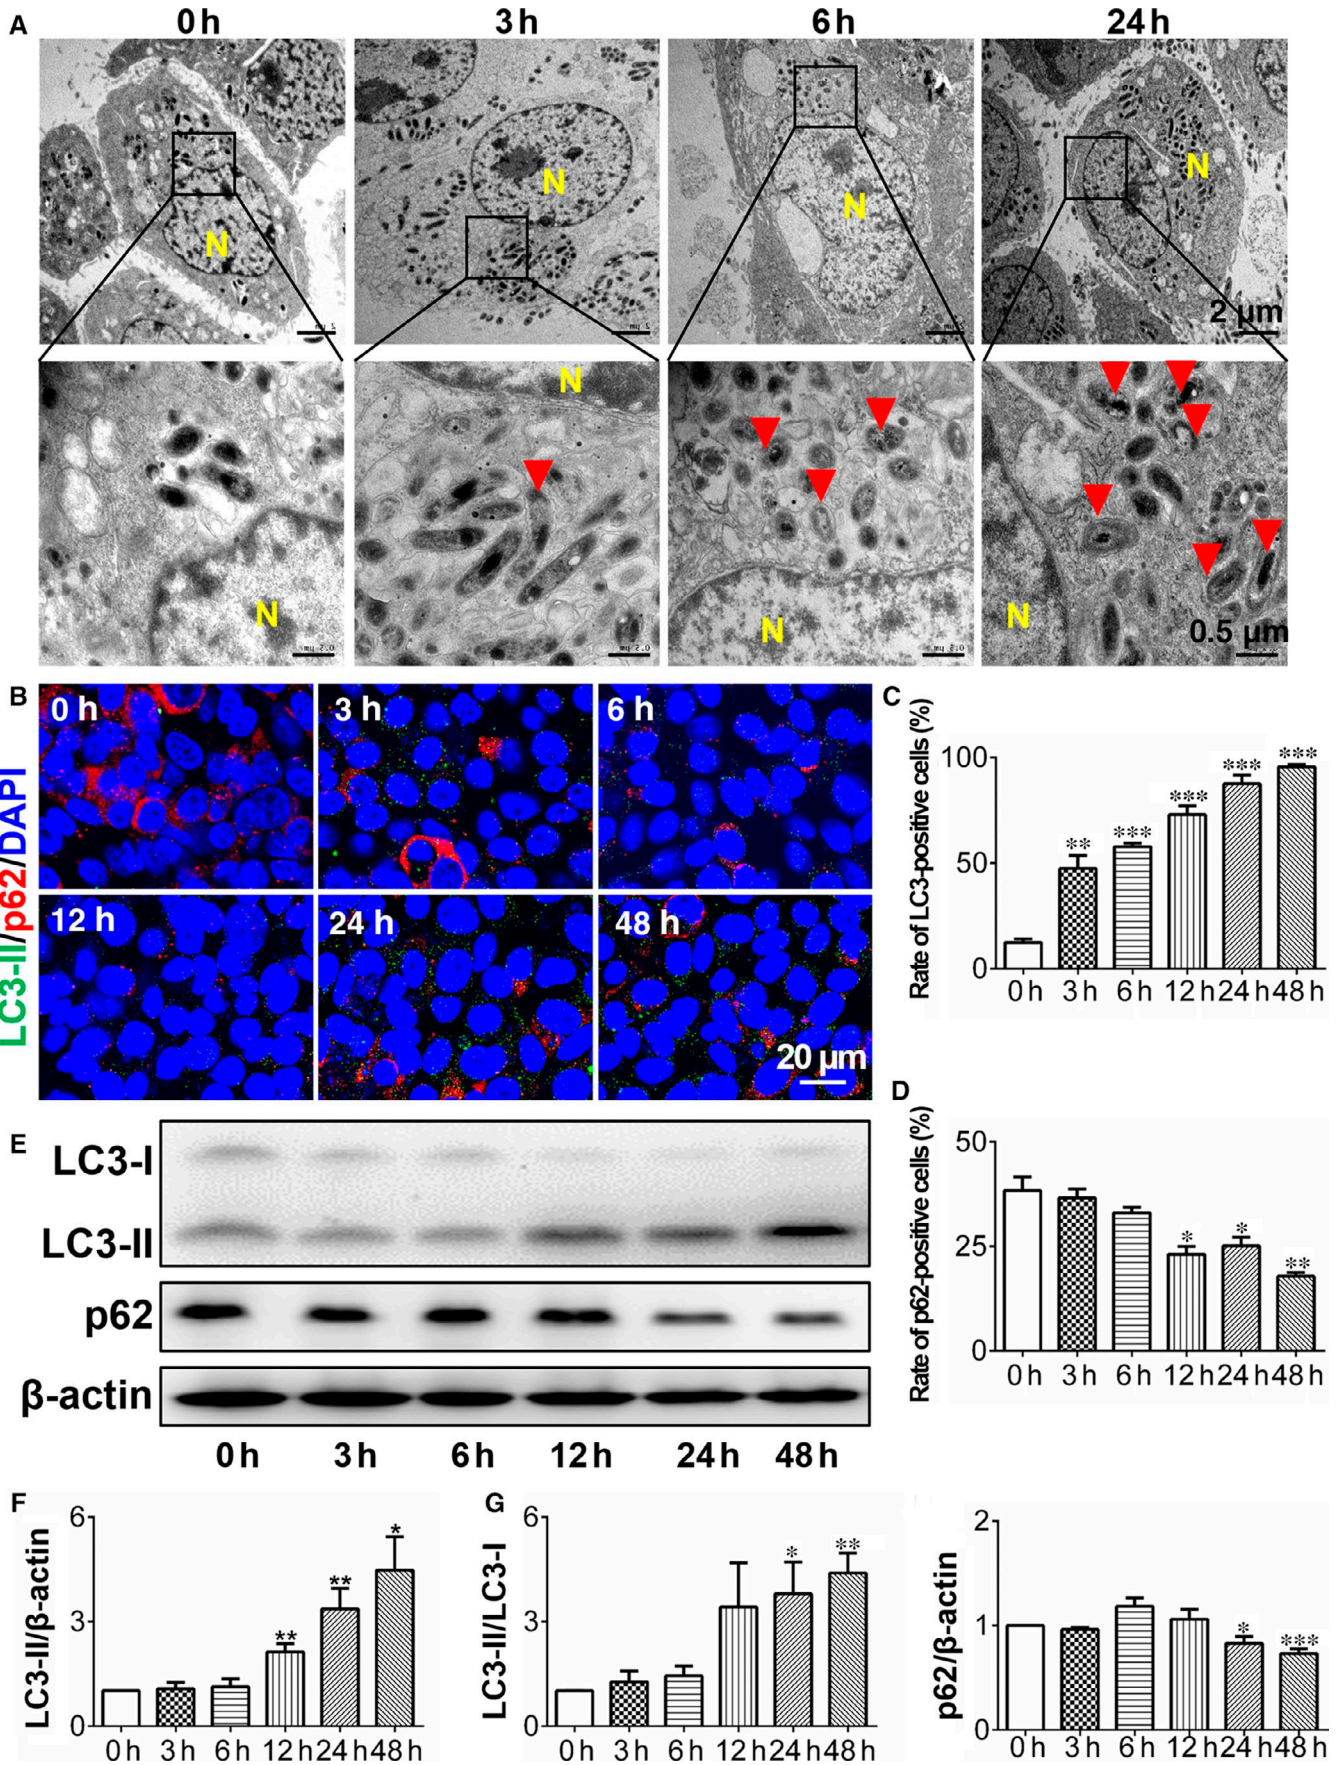 A
0 h
3 h
6 h
24 h
N
N
N
N
2 µm
N
N
N
N
0.5 µm
B
LC3-II/p62/DAPI
0 h
3 h
6 h
12 h
24 h
48 h
20 µm
C
Rate of LC3-positive cells (%)
100
50
0
**
***
***
***
***
0 h 3 h 6 h 12 h 24 h 48 h
D
Rate of p62-positive cells (%)
50
25
0
*
*
**
0 h 3 h 6 h 12 h 24 h 48 h
E
LC3-I
LC3-II
p62
β-actin
0 h 3 h 6 h 12 h 24 h 48 h
F
LC3-II/β-actin
6
3
0
**
**
*
0 h 3 h 6 h 12 h 24 h 48 h
G
LC3-II/LC3-I
6
3
0
*
**
0 h 3 h 6 h 12 h 24 h 48 h
p62/β-actin
2
1
0
*
***
0 h 3 h 6 h 12 h 24 h 48 h